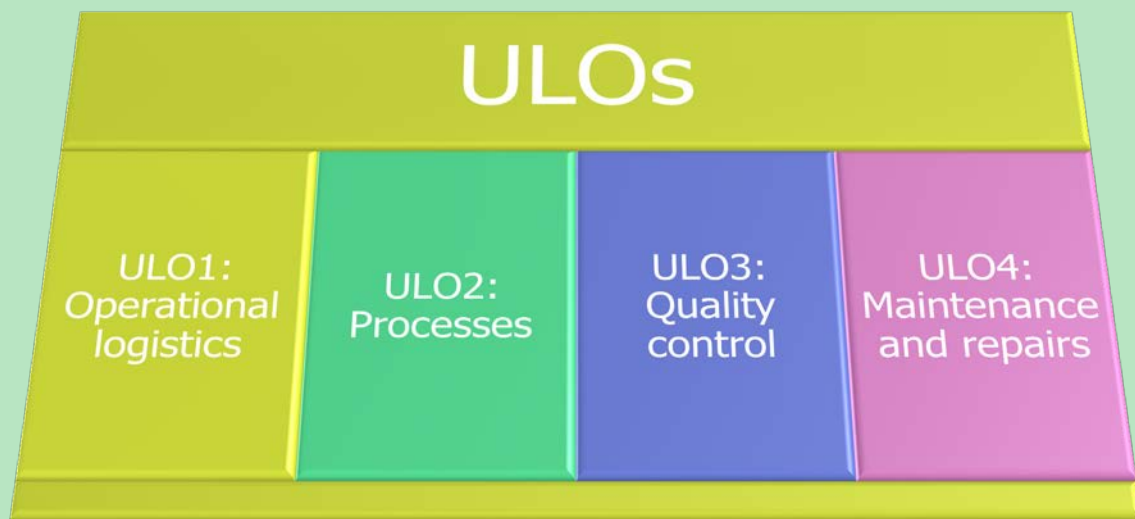 ULOs
ULO1:
Operational
logistics
ULO2:
Processes
ULO3:
Quality
control
ULO4:
Maintenance
and repairs